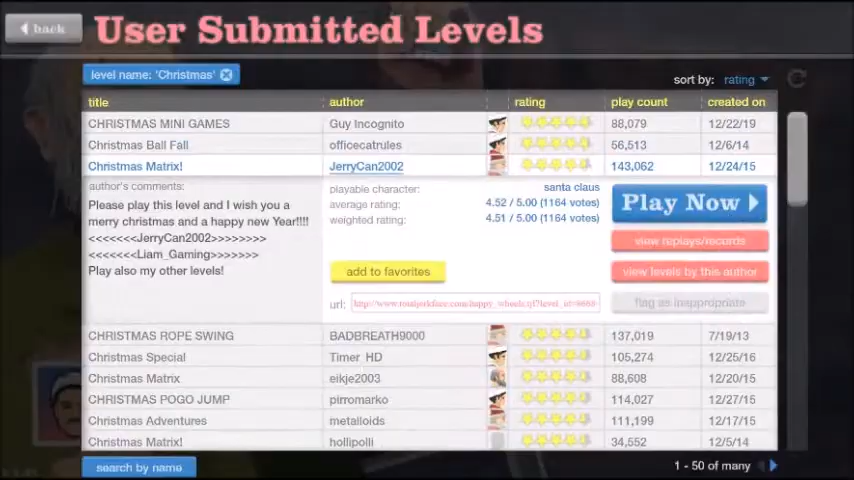 back
User Submitted Levels
level name: 'Christmas'
sort by: rating
title author rating play count created on
CHRISTMAS MINI GAMES Guy Incognito 88,079 12/22/19
Christmas Ball Fall officecatrules 56,513 12/6/14
Christmas Matrix! JerryCan2002 143,062 12/24/15
author's comments:
Please play this level and I wish you a
merry christmas and a happy new Year!!!!
<<<<<<<JerryCan2002>>>>>>>>
<<<<<<<Liam_Gaming>>>>>>>
Play also my other levels!
playable character: santa claus
average rating: 4.52 / 5.00 (1164 votes)
weighted rating: 4.51 / 5.00 (1164 votes)
add to favorites
url:
Play Now
view replays/records
view levels by this author
flag as inappropriate
CHRISTMAS ROPE SWING BADBREATH9000 137,019 7/19/13
Christmas Special Timer_HD 105,274 12/25/16
Christmas Matrix eikje2003 88,608 12/20/15
CHRISTMAS POGO JUMP pirromarko 114,027 12/27/15
Christmas Adventures metalloids 111,199 12/17/15
Christmas Matrix! hollipolli 34,552 12/5/14
search by name
1 - 50 of many